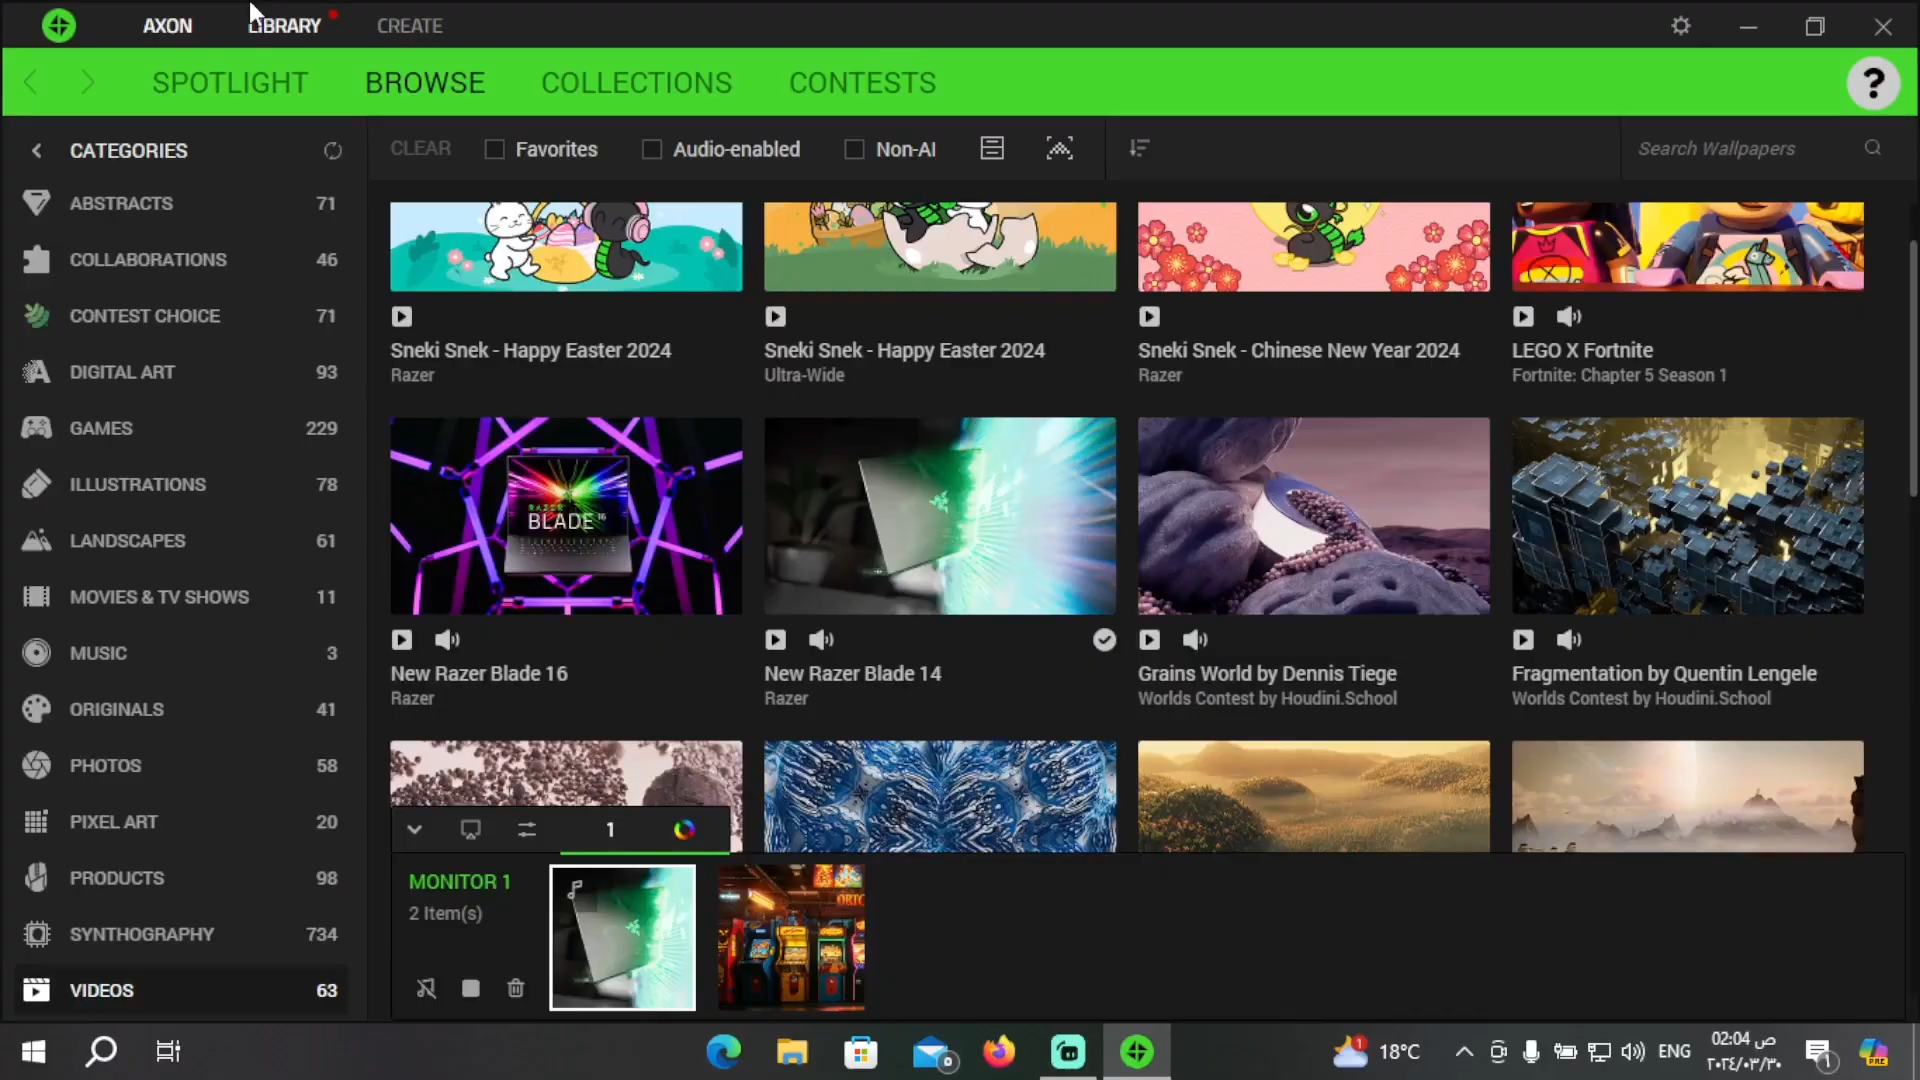 AXON LIBRARY CREATE
SPOTLIGHT BROWSE COLLECTIONS CONTESTS ?
CATEGORIES
CLEAR Favorites Audio-enabled Non-AI Search Wallpapers
ABSTRACTS 71
COLLABORATIONS 46
CONTEST CHOICE 71
DIGITAL ART 93
GAMES 229
ILLUSTRATIONS 78
LANDSCAPES 61
MOVIES & TV SHOWS 11
MUSIC 3
ORIGINALS 41
PHOTOS 58
PIXEL ART 20
PRODUCTS 98
SYNTHOGRAPHY 734
VIDEOS 63
Sneki Snek - Happy Easter 2024
Razer
Sneki Snek - Happy Easter 2024
Ultra-Wide
Sneki Snek - Chinese New Year 2024
Razer
LEGO X Fortnite
Fortnite: Chapter 5 Season 1
RAZER
BLADE 16
New Razer Blade 16
Razer
New Razer Blade 14
Razer
Grains World by Dennis Tiege
Worlds Contest by Houdini.School
Fragmentation by Quentin Lengele
Worlds Contest by Houdini.School
1
MONITOR 1
2 Item(s)
1 18°C ENG
02:04 ص
٢٠٢٤/٠٣/٣٠
1
PRE